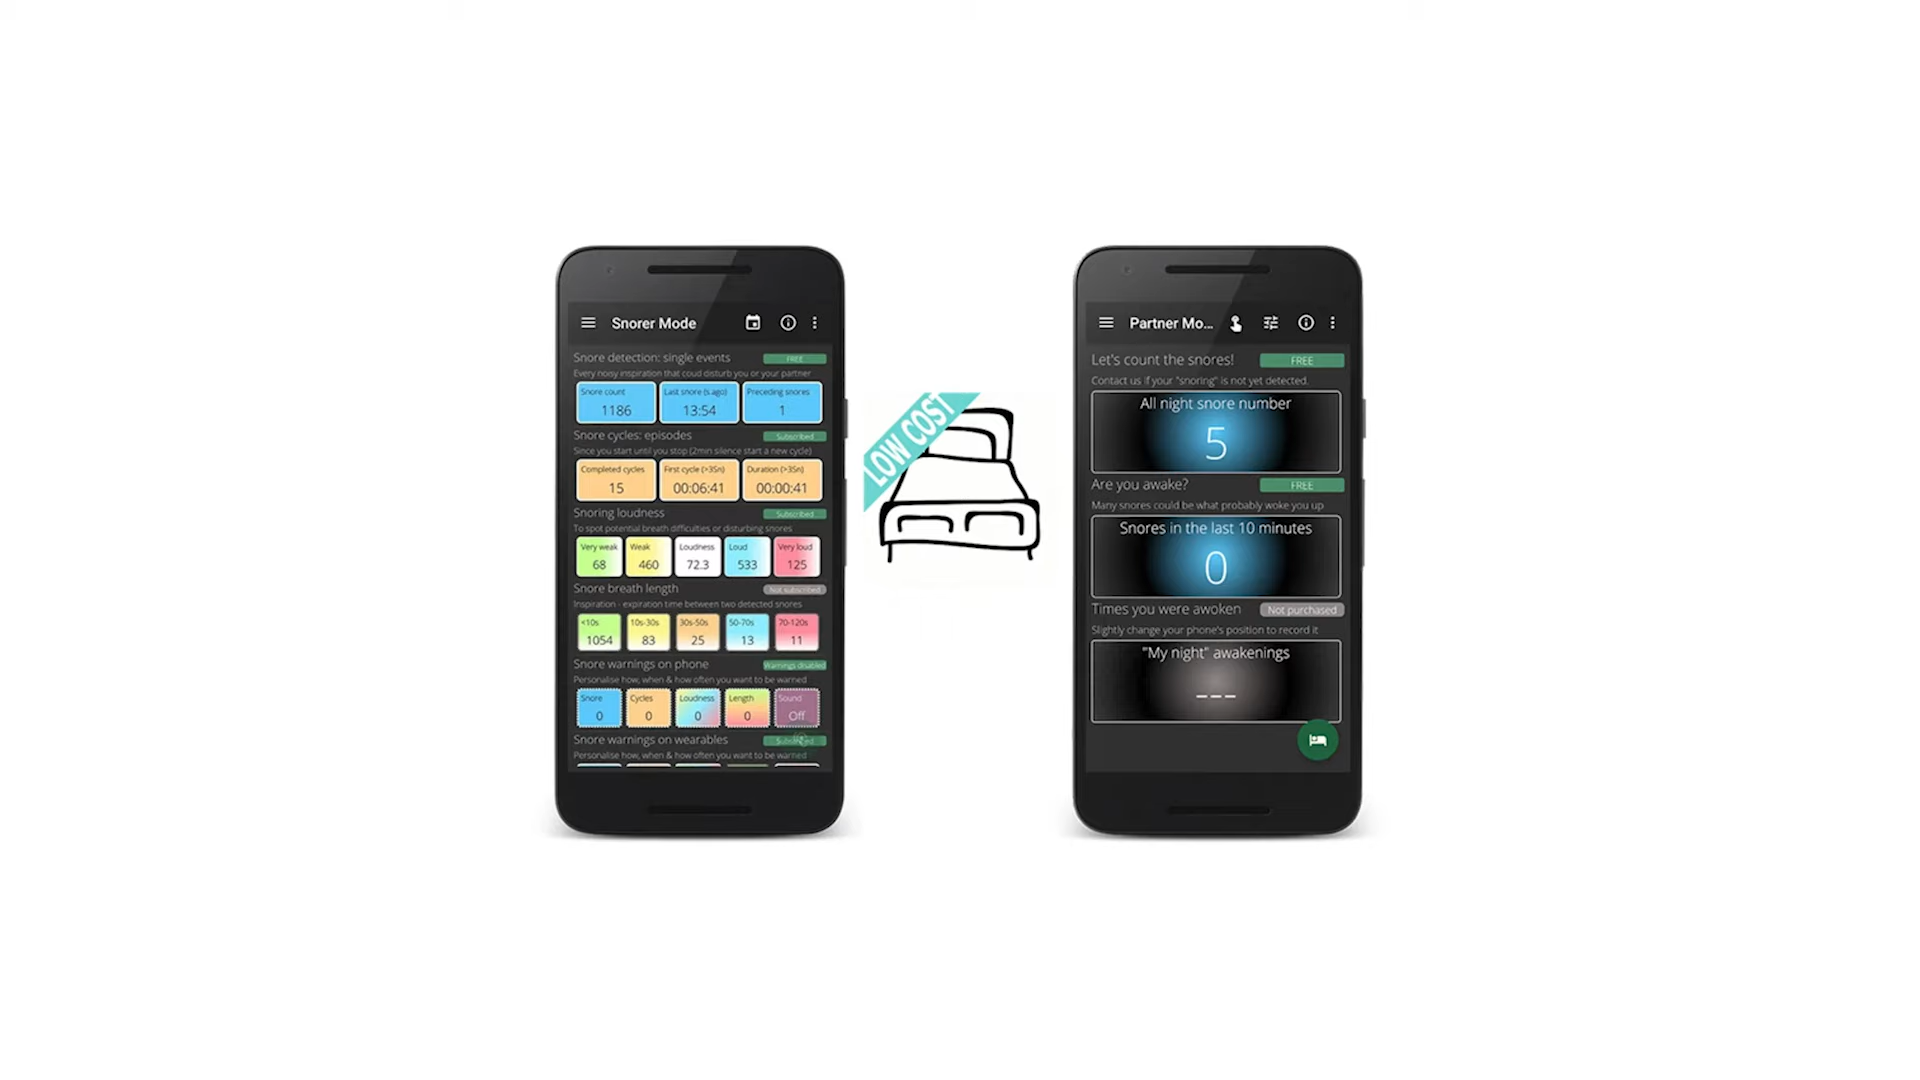 Snorer Mode
Snore detection: single events
FREE
Every noisy inspiration that coud disturb you or your partner
Snore count
Last snore (s.ago)
Preceding snores
1186
13:54
1
Snore cycles: episodes
Subscribed
Since you start until you stop (2min silence start a new cycle)
Completed cycles
First cycle (>3Sn)
Duration (>3Sn)
15
00:06:41
00:00:41
Snoring loudness
Subscribed
To spot potential breath difficulties or disturbing snores
Very weak
Weak
Loudness
Loud
Very loud
68
460
72.3
533
125
Snore breath length
Not subscribed
Inspiration - expiration time between two detected snores
<10s
10s-30s
30s-50s
50-70s
70-120s
1054
83
25
13
11
Snore warnings on phone
Warnings disabled
Personalise how, when & how often you want to be warned
Snore
Cycles
Loudness
Length
Sound
0
0
0
0
Off
Snore warnings on wearables
Subscribed
Personalise how, when & how often you want to be warned
LOW COST
Partner Mo...
Let's count the snores!
FREE
Contact us if your "snoring" is not yet detected.
All night snore number
5
Are you awake?
FREE
Many snores could be what probably woke you up
Snores in the last 10 minutes
0
Times you were awoken
Not purchased
Slightly change your phone's position to record it
"My night" awakenings
---